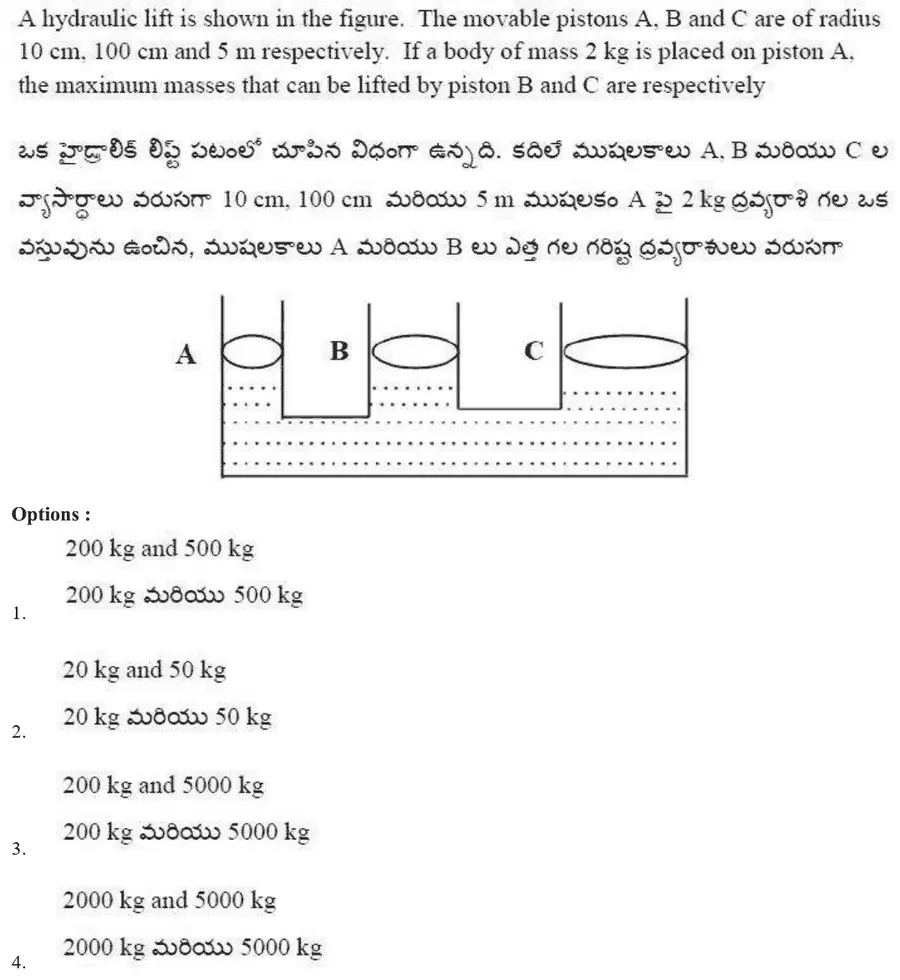 A hydraulic lift is shown in the figure. The movable pistons A, B and C are of radius
10 cm, 100 cm and 5 m respectively. If a body of mass 2 kg is placed on piston A,
the maximum masses that can be lifted by piston B and C are respectively
ఒక హైడ్రాలిక్ లిఫ్ట్ పటంలో చూపిన విధంగా ఉన్నది. కదిలే ముషలకాలు A, B మరియు C ల
వ్యాసార్ధాలు వరుసగా 10 cm, 100 cm మరియు 5 m ముషలకం A పై 2 kg ద్రవ్యరాశి గల ఒక
వస్తువును ఉంచిన, ముషలకాలు A మరియు B లు ఎత్త గల గరిష్ట ద్రవ్యరాశులు వరుసగా
A B C
Options :
200 kg and 500 kg
200 kg మరియు 500 kg
1.
20 kg and 50 kg
20 kg మరియు 50 kg
2.
200 kg and 5000 kg
200 kg మరియు 5000 kg
3.
2000 kg and 5000 kg
2000 kg మరియు 5000 kg
4.